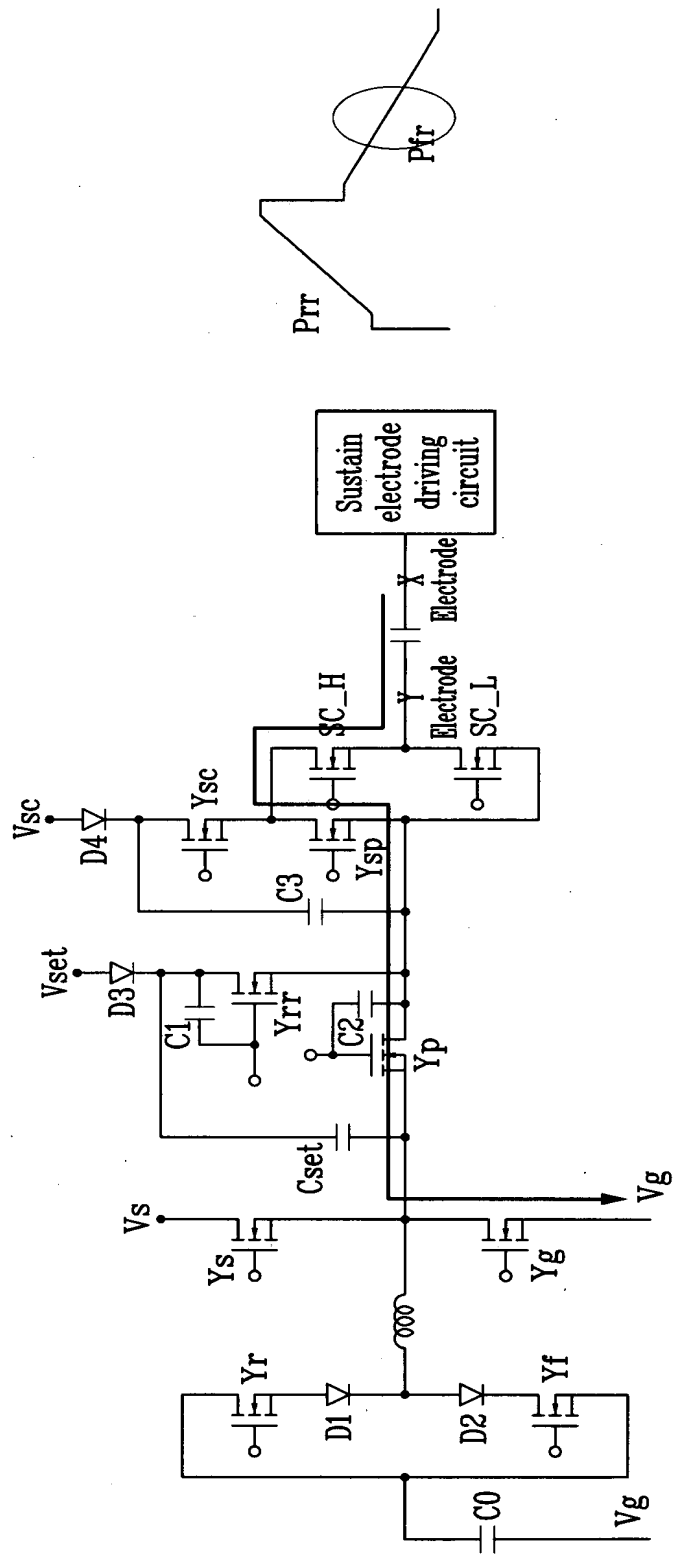 Prr
Pfr
Sustain
electrode
driving
circuit
X
Electrode
Y
Electrode
SC_H
SC_L
Vsc
D4
Ysc
Ysp
C3
Vset
D3
C1
Yrr
C2
Yp
Cset
Vs
Ys
Yg
Vg
Yr
D1
D2
Yf
C0
Vg